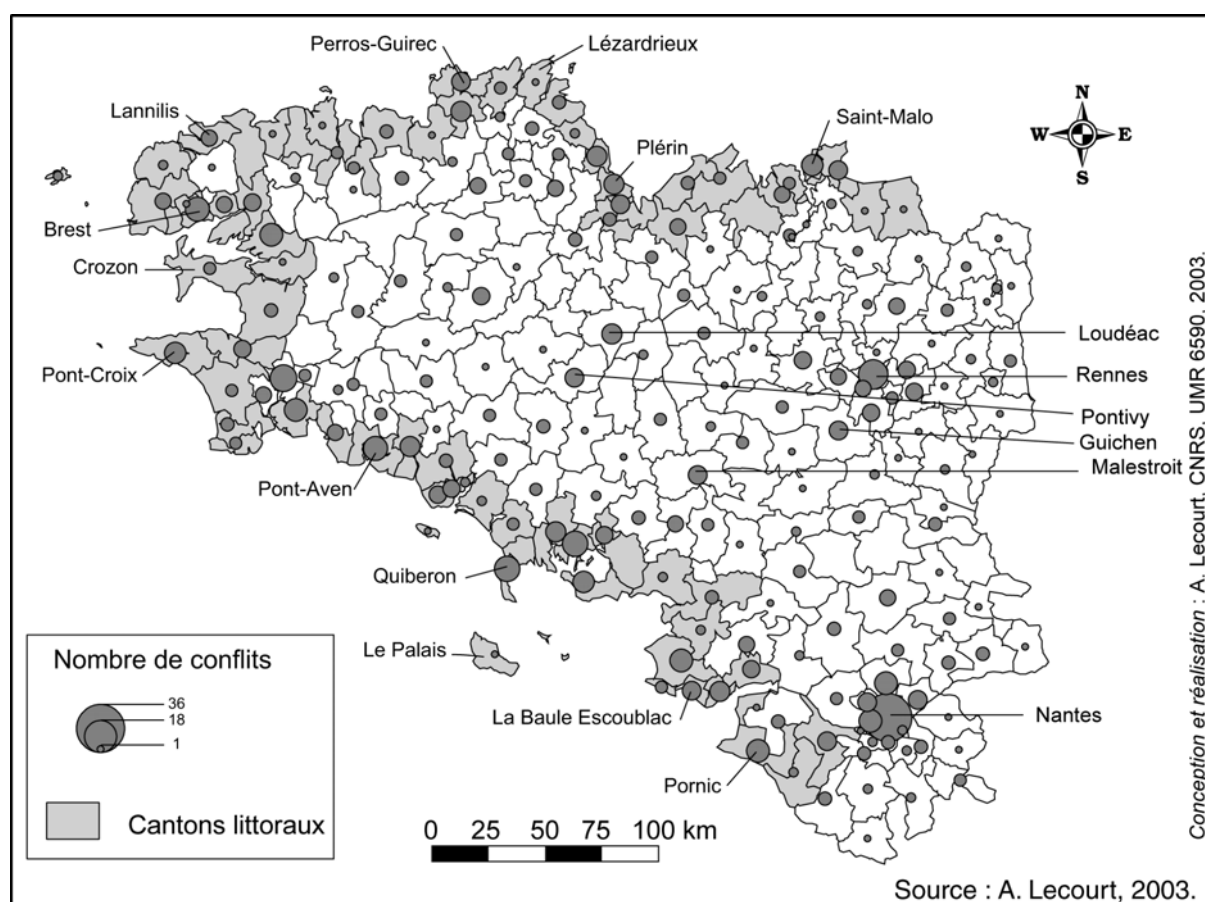 Perros-Guirec
Lézardrieux
Lannilis
Saint-Malo
N
W E
S
Plérin
Brest
Crozon
Loudéac
Pont-Croix
Rennes
Pontivy
Guichen
Malestroit
Pont-Aven
Quiberon
Le Palais
La Baule Escoublac
Nantes
Pornic
Nombre de conflits
36
18
1
Cantons littoraux
0 25 50 75 100 km
Conception et réalisation : A. Lecourt. CNRS. UMR 6590. 2003.
Source : A. Lecourt, 2003.